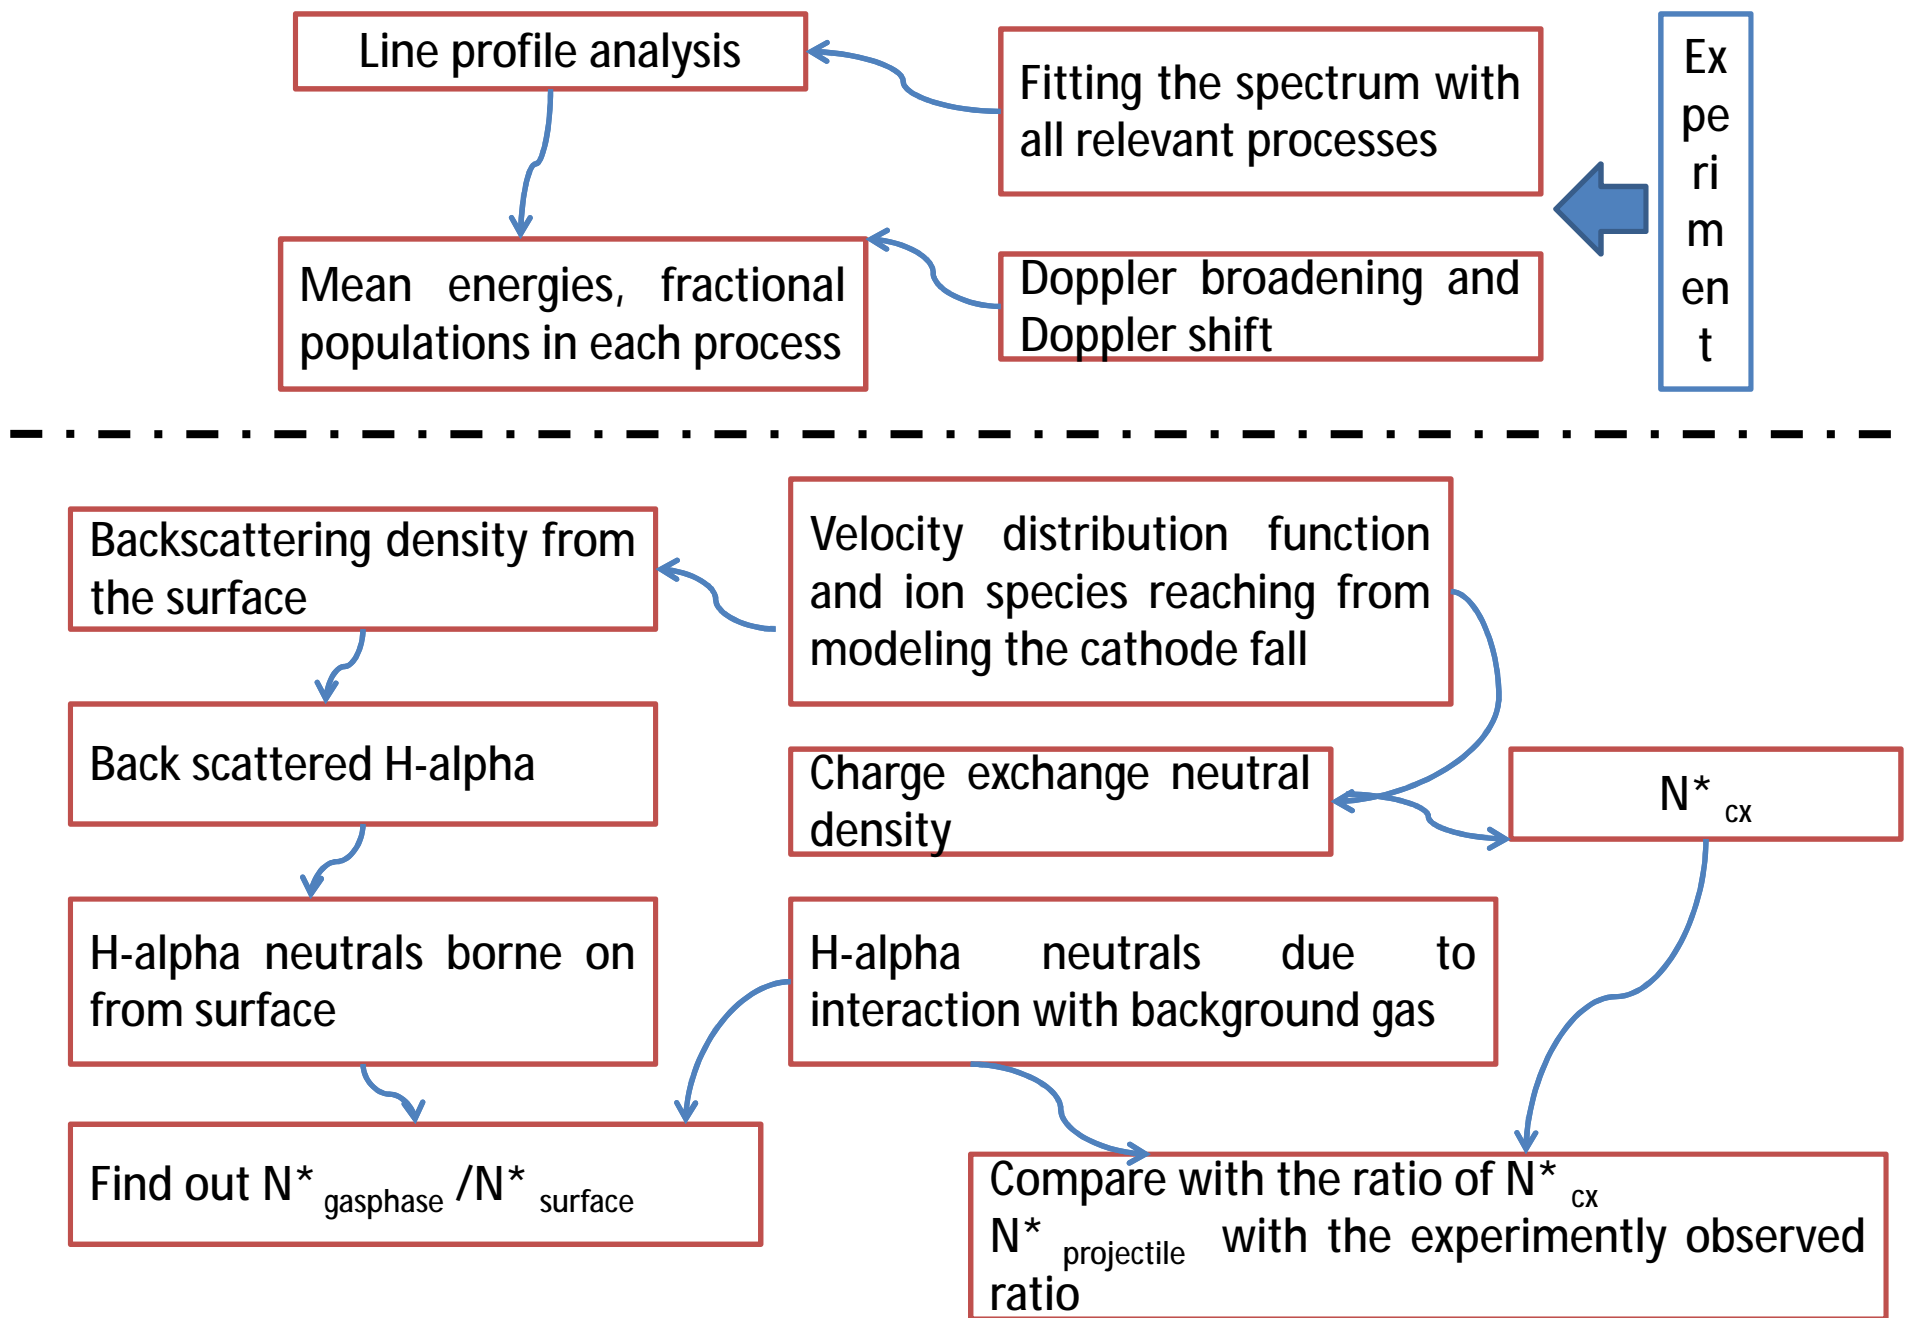 Line profile analysis
Fitting the spectrum with
all relevant processes
Ex
pe
ri
m
en
t
Mean energies, fractional
populations in each process
Doppler broadening and
Doppler shift
Backscattering density from
the surface
Velocity distribution function
and ion species reaching from
modeling the cathode fall
Back scattered H-alpha
Charge exchange neutral
density
N* cx
H-alpha neutrals borne on
from surface
H-alpha neutrals due to
interaction with background gas
Find out N* gasphase /N* surface
Compare with the ratio of N* cx
N* projectile with the experimently observed
ratio